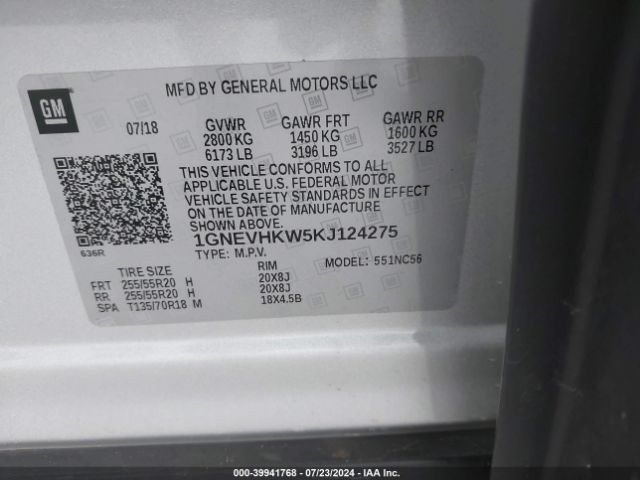 MFD BY GENERAL MOTORS LLC
GM
07/18 GVWR GAWR FRT GAWR RR
2800 KG 1450 KG 1600 KG
6173 LB 3196 LB 3527 LB
THIS VEHICLE CONFORMS TO ALL
APPLICABLE U.S. FEDERAL MOTOR
VEHICLE SAFETY STANDARDS IN EFFECT
ON THE DATE OF MANUFACTURE
SHOWN ABOVE.
636R
1GNEVHKW5KJ124275
TYPE: M.P.V. MODEL: 551NC56
TIRE SIZE RIM
FRT 255/55R20 H 20X8J
RR 255/55R20 H 20X8J
SPA T135/70R18 M 18X4.5B
000-39941768 - 07/23/2024 - IAA Inc.